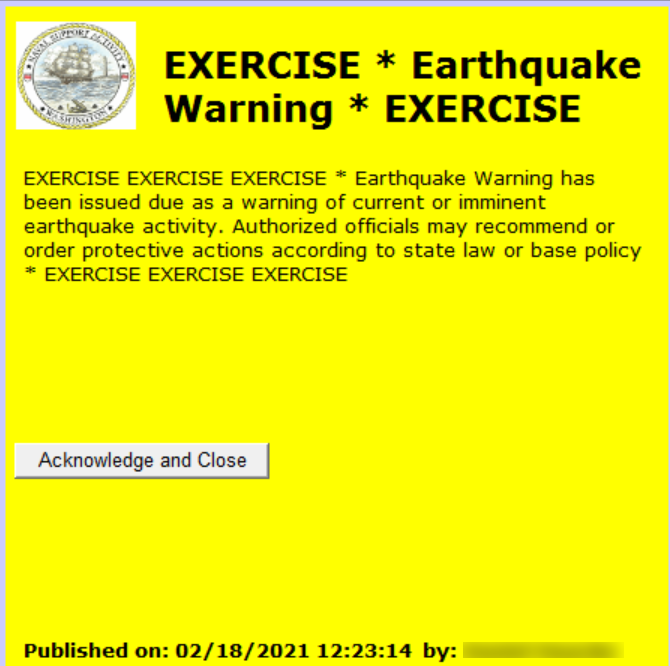 NAVAL SUPPORT ACTIVITY
WASHINGTON
EXERCISE * Earthquake
Warning * EXERCISE
EXERCISE EXERCISE EXERCISE * Earthquake Warning has
been issued due as a warning of current or imminent
earthquake activity. Authorized officials may recommend or
order protective actions according to state law or base policy
* EXERCISE EXERCISE EXERCISE
Acknowledge and Close
Published on: 02/18/2021 12:23:14 by: